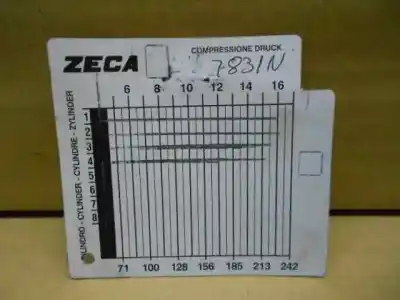 COMPRESSIONE DRUCK.
ZECA 7831N
6 8 10 12 14 16
CILINDRO - CYLINDER - CYLINDRE - ZYLINDER
1
2
3
4
5
6
7
8
71 100 128 156 185 213 242